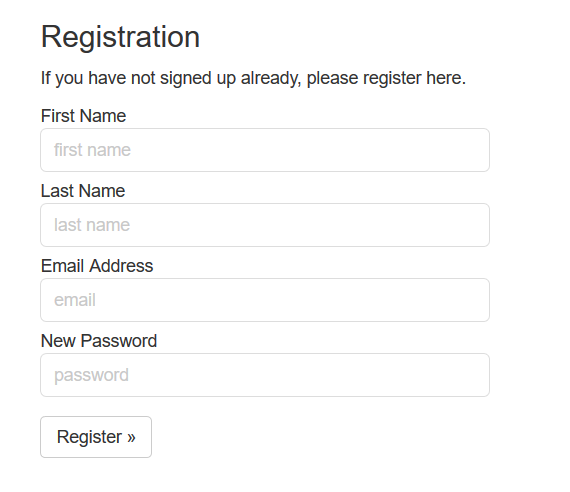 Registration
If you have not signed up already, please register here.
First Name
first name
Last Name
last name
Email Address
email
New Password
password
Register »